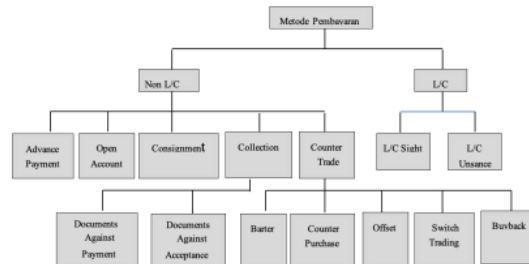 Metode Pembayaran
Non L/C
L/C
Advance
Payment
Open
Account
Consignment
Collection
Counter
Trade
L/C Sight
L/C
Unsance
Documents
Against
Payment
Documents
Against
Acceptance
Barter
Counter
Purchase
Offset
Switch
Trading
Buyback